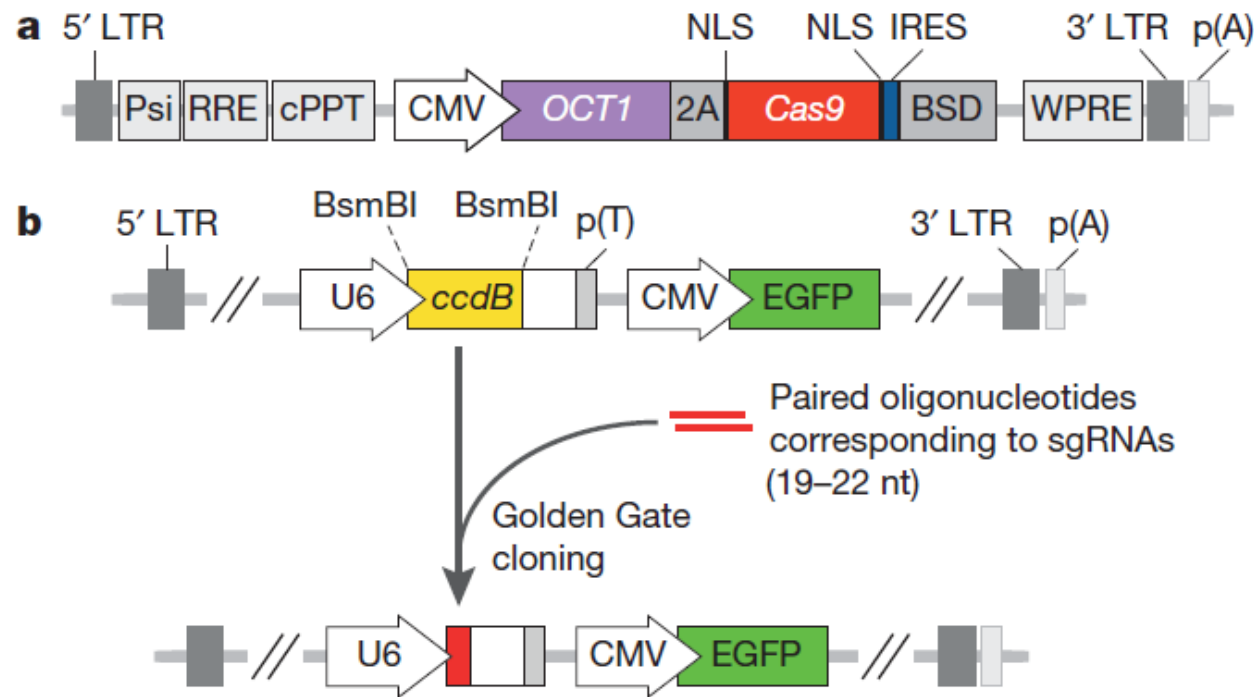 a
5′ LTR NLS NLS IRES 3′ LTR p(A)
Psi RRE cPPT CMV OCT1 2A Cas9 BSD WPRE
b
5′ LTR BsmBI BsmBI p(T) 3′ LTR p(A)
U6 ccdB CMV EGFP
Paired oligonucleotides
corresponding to sgRNAs
(19–22 nt)
Golden Gate
cloning
U6 CMV EGFP